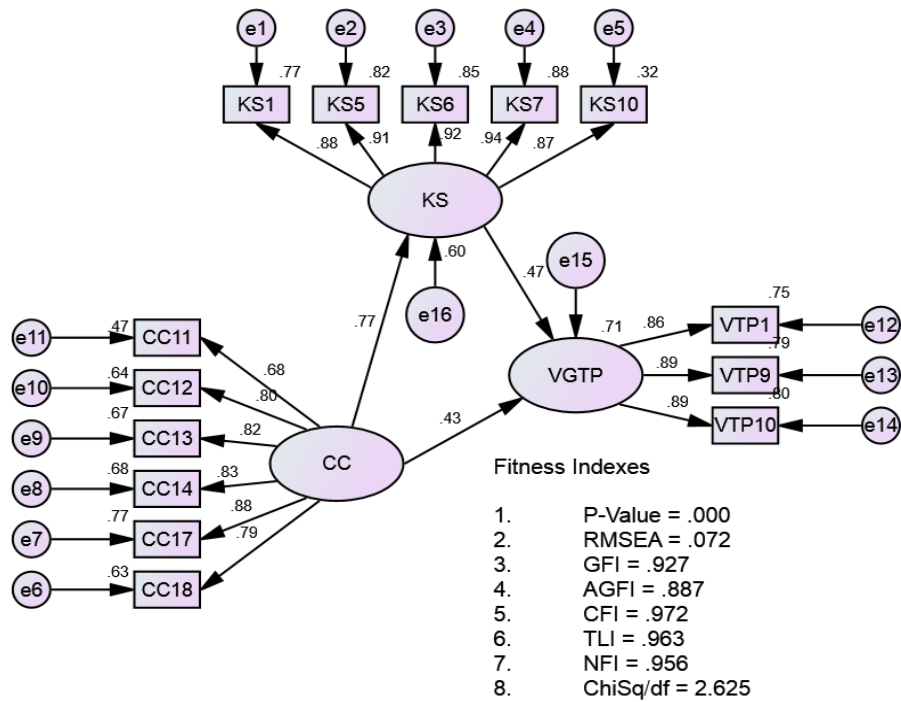 e1 e2 e3 e4 e5
.77 .82 .85 .88 .32
KS1 KS5 KS6 KS7 KS10
.88 .91 .92 .94 .87
KS
.60
e16
.47
e15
.77
.71
VGTP
.43
.86 .75
VTP1 e12
.89 .79
VTP9 e13
.89 .80
VTP10 e14
e11 .47 CC11 .68
e10 .64 CC12 .80
e9 .67 CC13 .82
CC
e8 .68 CC14 .83
e7 .77 CC17 .88
e6 .63 CC18 .79
Fitness Indexes
1. P-Value = .000
2. RMSEA = .072
3. GFI = .927
4. AGFI = .887
5. CFI = .972
6. TLI = .963
7. NFI = .956
8. ChiSq/df = 2.625